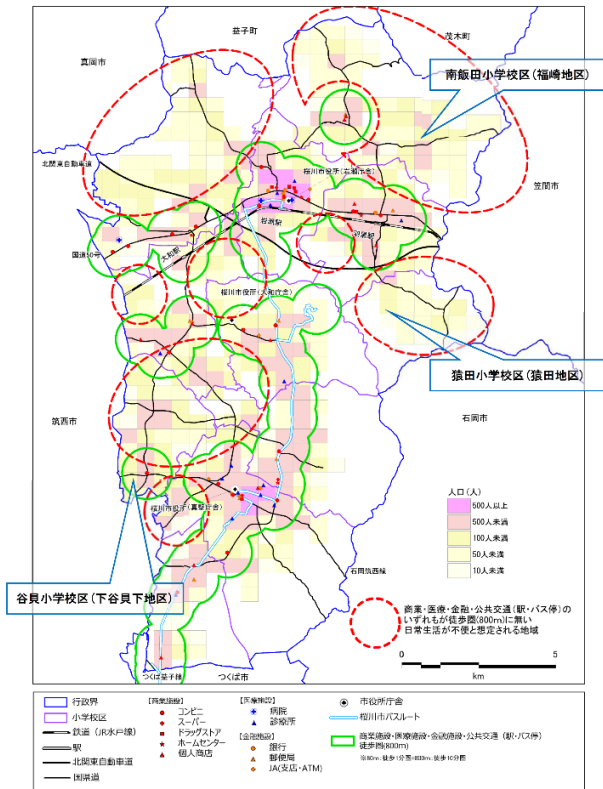 益子町
茂木町
真岡市
南飯田小学校区(福崎地区)
北関東自動車道
笠間市
桜川市役所(岩瀬庁舎)
国道50号
大和駅
桜川市役所(大和庁舎)
猿田小学校区(猿田地区)
筑西市
石岡市
人口(人)
500人以上
500人未満
100人未満
50人未満
10人未満
桜川市役所(真壁庁舎)
谷貝小学校区(下谷貝下地区)
石岡筑西線
商業・医療・金融・公共交通(駅・バス停)の
いずれもが徒歩圏(800m)に無い
日常生活が不便と想定される地域
つくば益子線
つくば市
0
5
km
行政界
小学校区
鉄道(JR水戸線)
駅
北関東自動車道
国県道
【商業施設】
コンビニ
スーパー
ドラッグストア
ホームセンター
個人商店
【医療施設】
病院
診療所
【金融施設】
銀行
郵便局
JA(支店・ATM)
市役所庁舎
桜川市バスルート
商業施設・医療施設・金融施設・公共交通(駅・バス停)
徒歩圏(800m)
※80m:徒歩1分圏=800m:徒歩10分圏